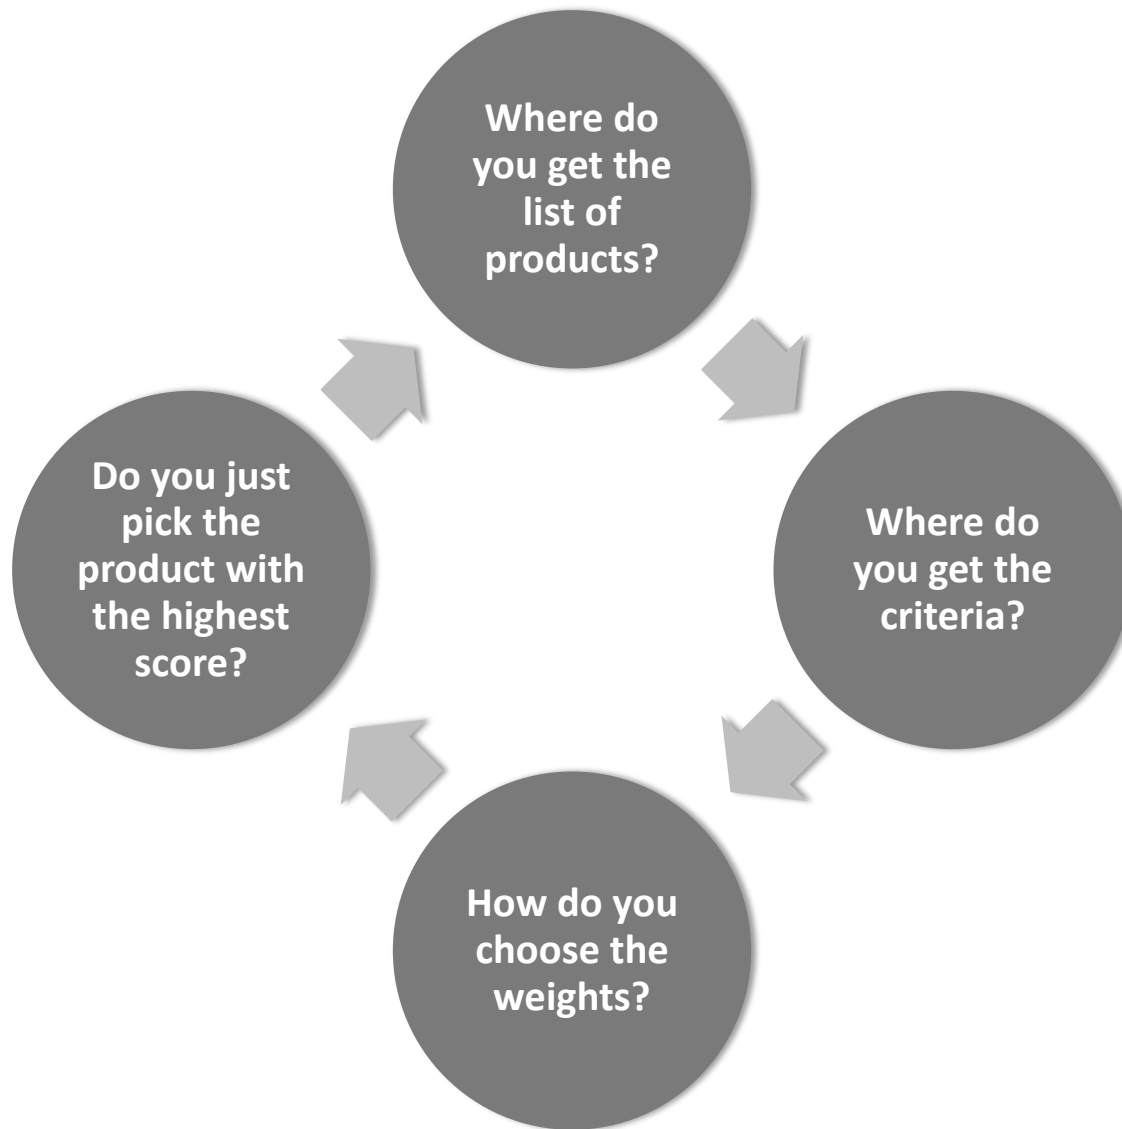 Where do
you get the
list of
products?
Where do
you get the
criteria?
How do you
choose the
weights?
Do you just
pick the
product with
the highest
score?